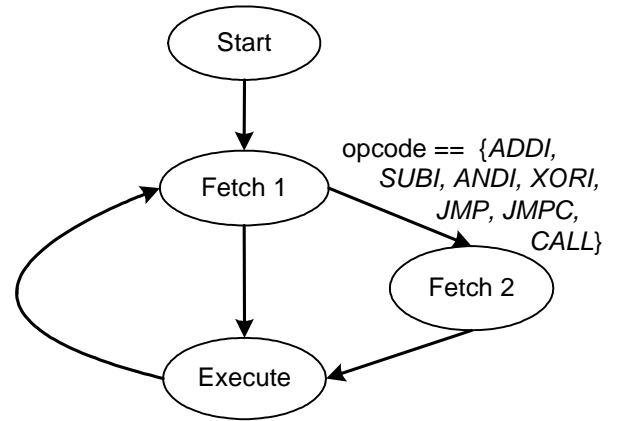 Start
opcode == {ADDI,
SUBI, ANDI, XORI,
JMP, JMPC,
CALL}
Fetch 1
Fetch 2
Execute